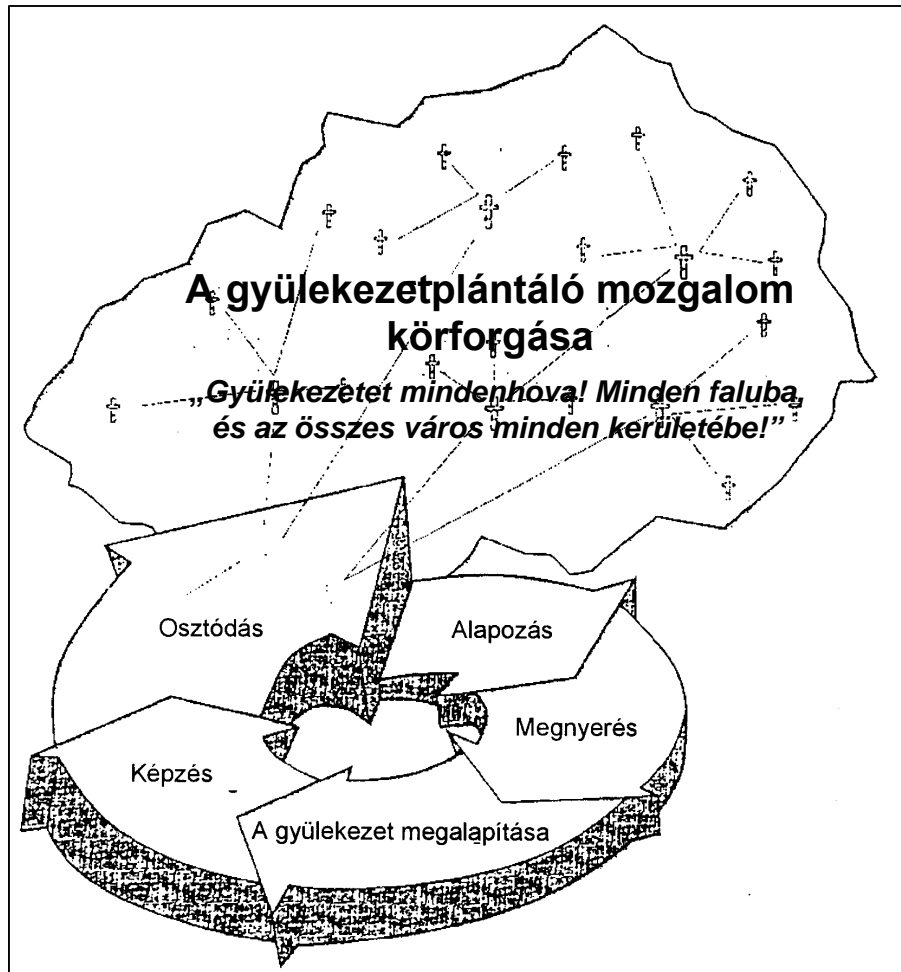 A gyülekezetplántáló mozgalom
körforgása
„Gyülekezetet mindenhova! Minden faluba,
és az összes város minden kerületébe!”
Osztódás
Alapozás
Megnyerés
Képzés
A gyülekezet megalapítása